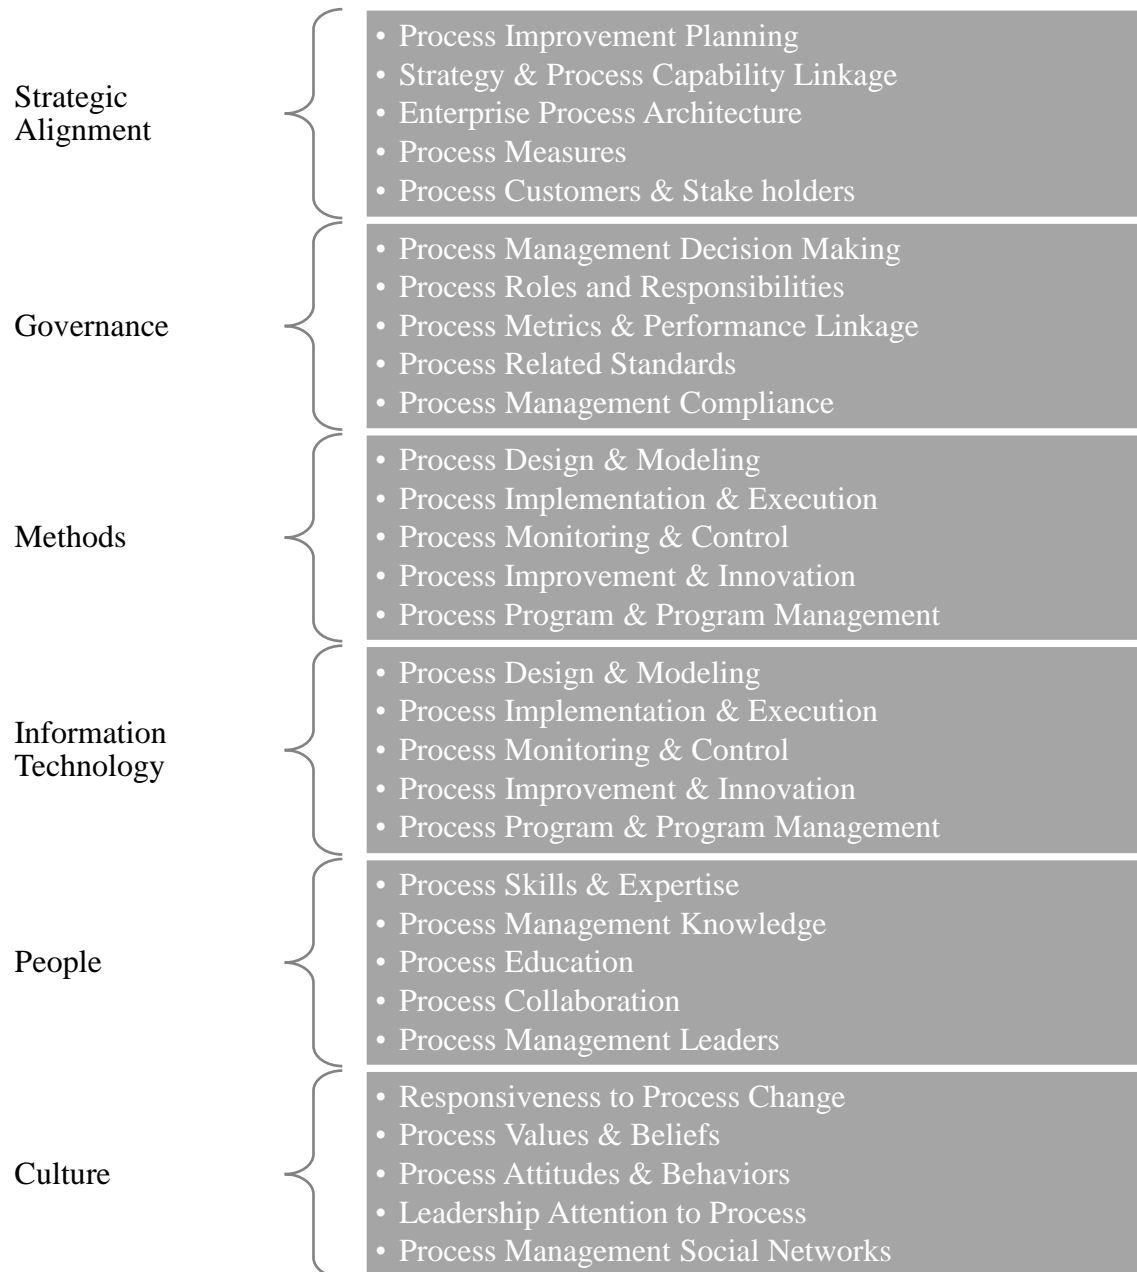 Strategic
Alignment
• Process Improvement Planning
• Strategy & Process Capability Linkage
• Enterprise Process Architecture
• Process Measures
• Process Customers & Stake holders
Governance
• Process Management Decision Making
• Process Roles and Responsibilities
• Process Metrics & Performance Linkage
• Process Related Standards
• Process Management Compliance
Methods
• Process Design & Modeling
• Process Implementation & Execution
• Process Monitoring & Control
• Process Improvement & Innovation
• Process Program & Program Management
Information
Technology
• Process Design & Modeling
• Process Implementation & Execution
• Process Monitoring & Control
• Process Improvement & Innovation
• Process Program & Program Management
People
• Process Skills & Expertise
• Process Management Knowledge
• Process Education
• Process Collaboration
• Process Management Leaders
Culture
• Responsiveness to Process Change
• Process Values & Beliefs
• Process Attitudes & Behaviors
• Leadership Attention to Process
• Process Management Social Networks